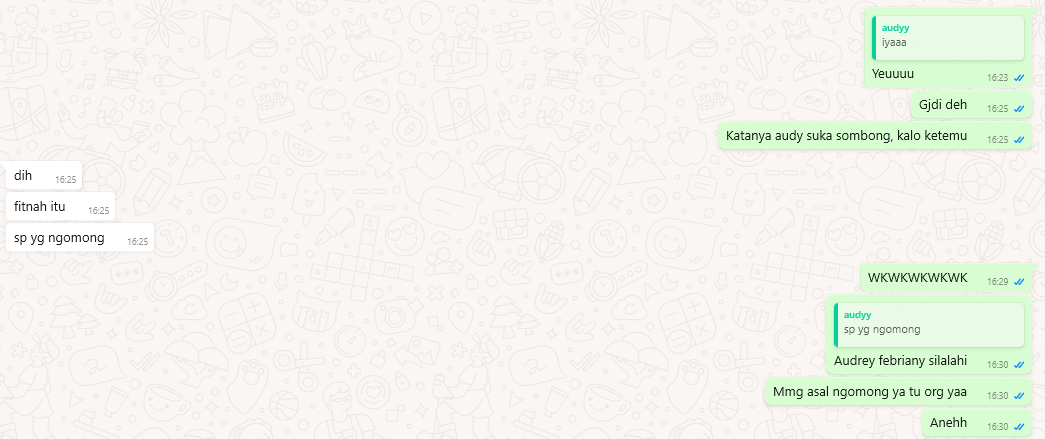 audyy
iyaaa
Yeuuuu 16:23
Gjdi deh 16:25
Katanya audy suka sombong, kalo ketemu 16:25
dih 16:25
fitnah itu 16:25
sp yg ngomong 16:25
WKWKWKWKWK 16:29
audyy
sp yg ngomong
Audrey febriany silalahi 16:30
Mmg asal ngomong ya tu org yaa 16:30
Anehh 16:30